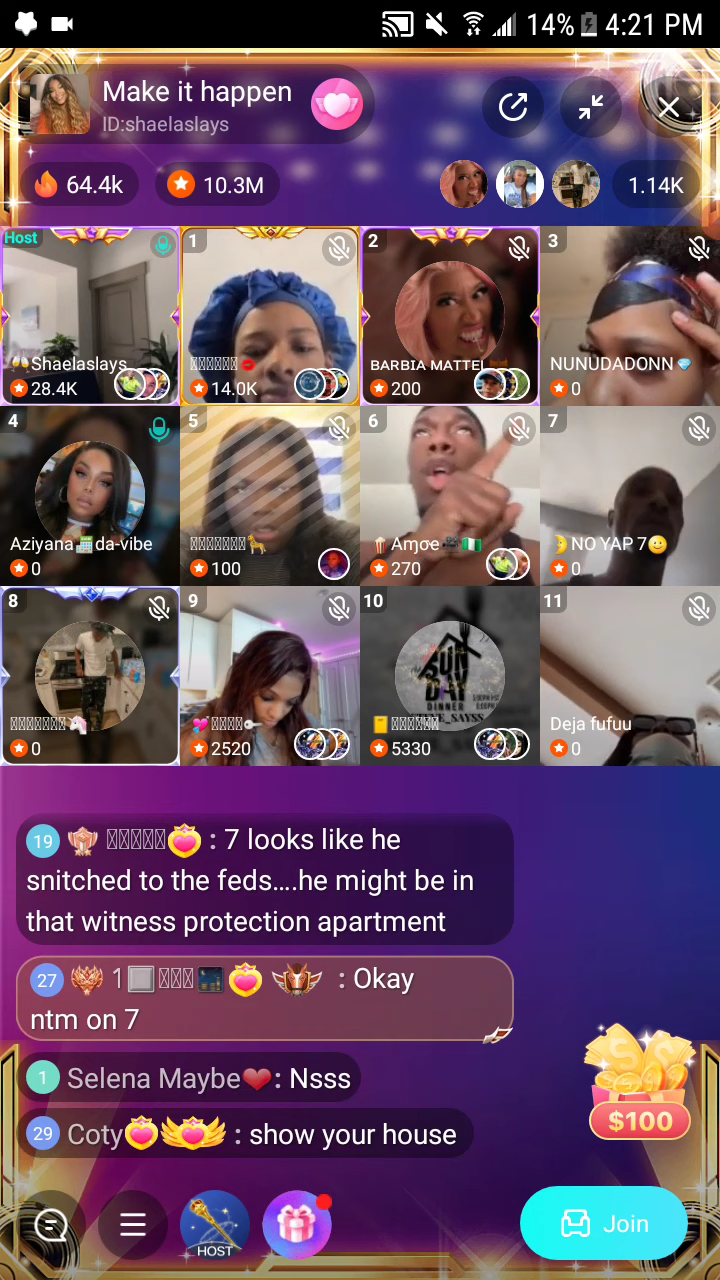 14% 4:21 PM
Make it happen
ID:shaelaslays
64.4k 10.3M 1.14K
Host
Shaelaslays
28.4K
1
14.0K
2
BARBIA MATTEL
200
3
NUNUDADONN
0
4
Aziyana da-vibe
0
5
100
6
Amoe
270
7
NO YAP 7
0
8
0
9
2520
10
SUN
DAY
DINNER
5330
11
Deja fufuu
0
19 : 7 looks like he
snitched to the feds....he might be in
that witness protection apartment
27 1 : Okay
ntm on 7
1 Selena Maybe : Nsss
29 Coty : show your house
$100
HOST
Join